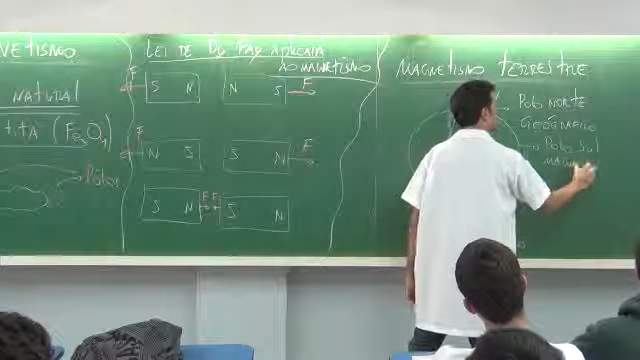 NETISMO
NATURAL
TITA (Fe3O4)
Polos
LEI DE DU FAY APLICADA
AO MAGNETISMO
F
S N
N S
F
F
N S
S N
F
S N
F F
S N
MAGNETISMO TERRESTRE
POLO NORTE
GEOGRÁFICO
POLO SUL
MAGN